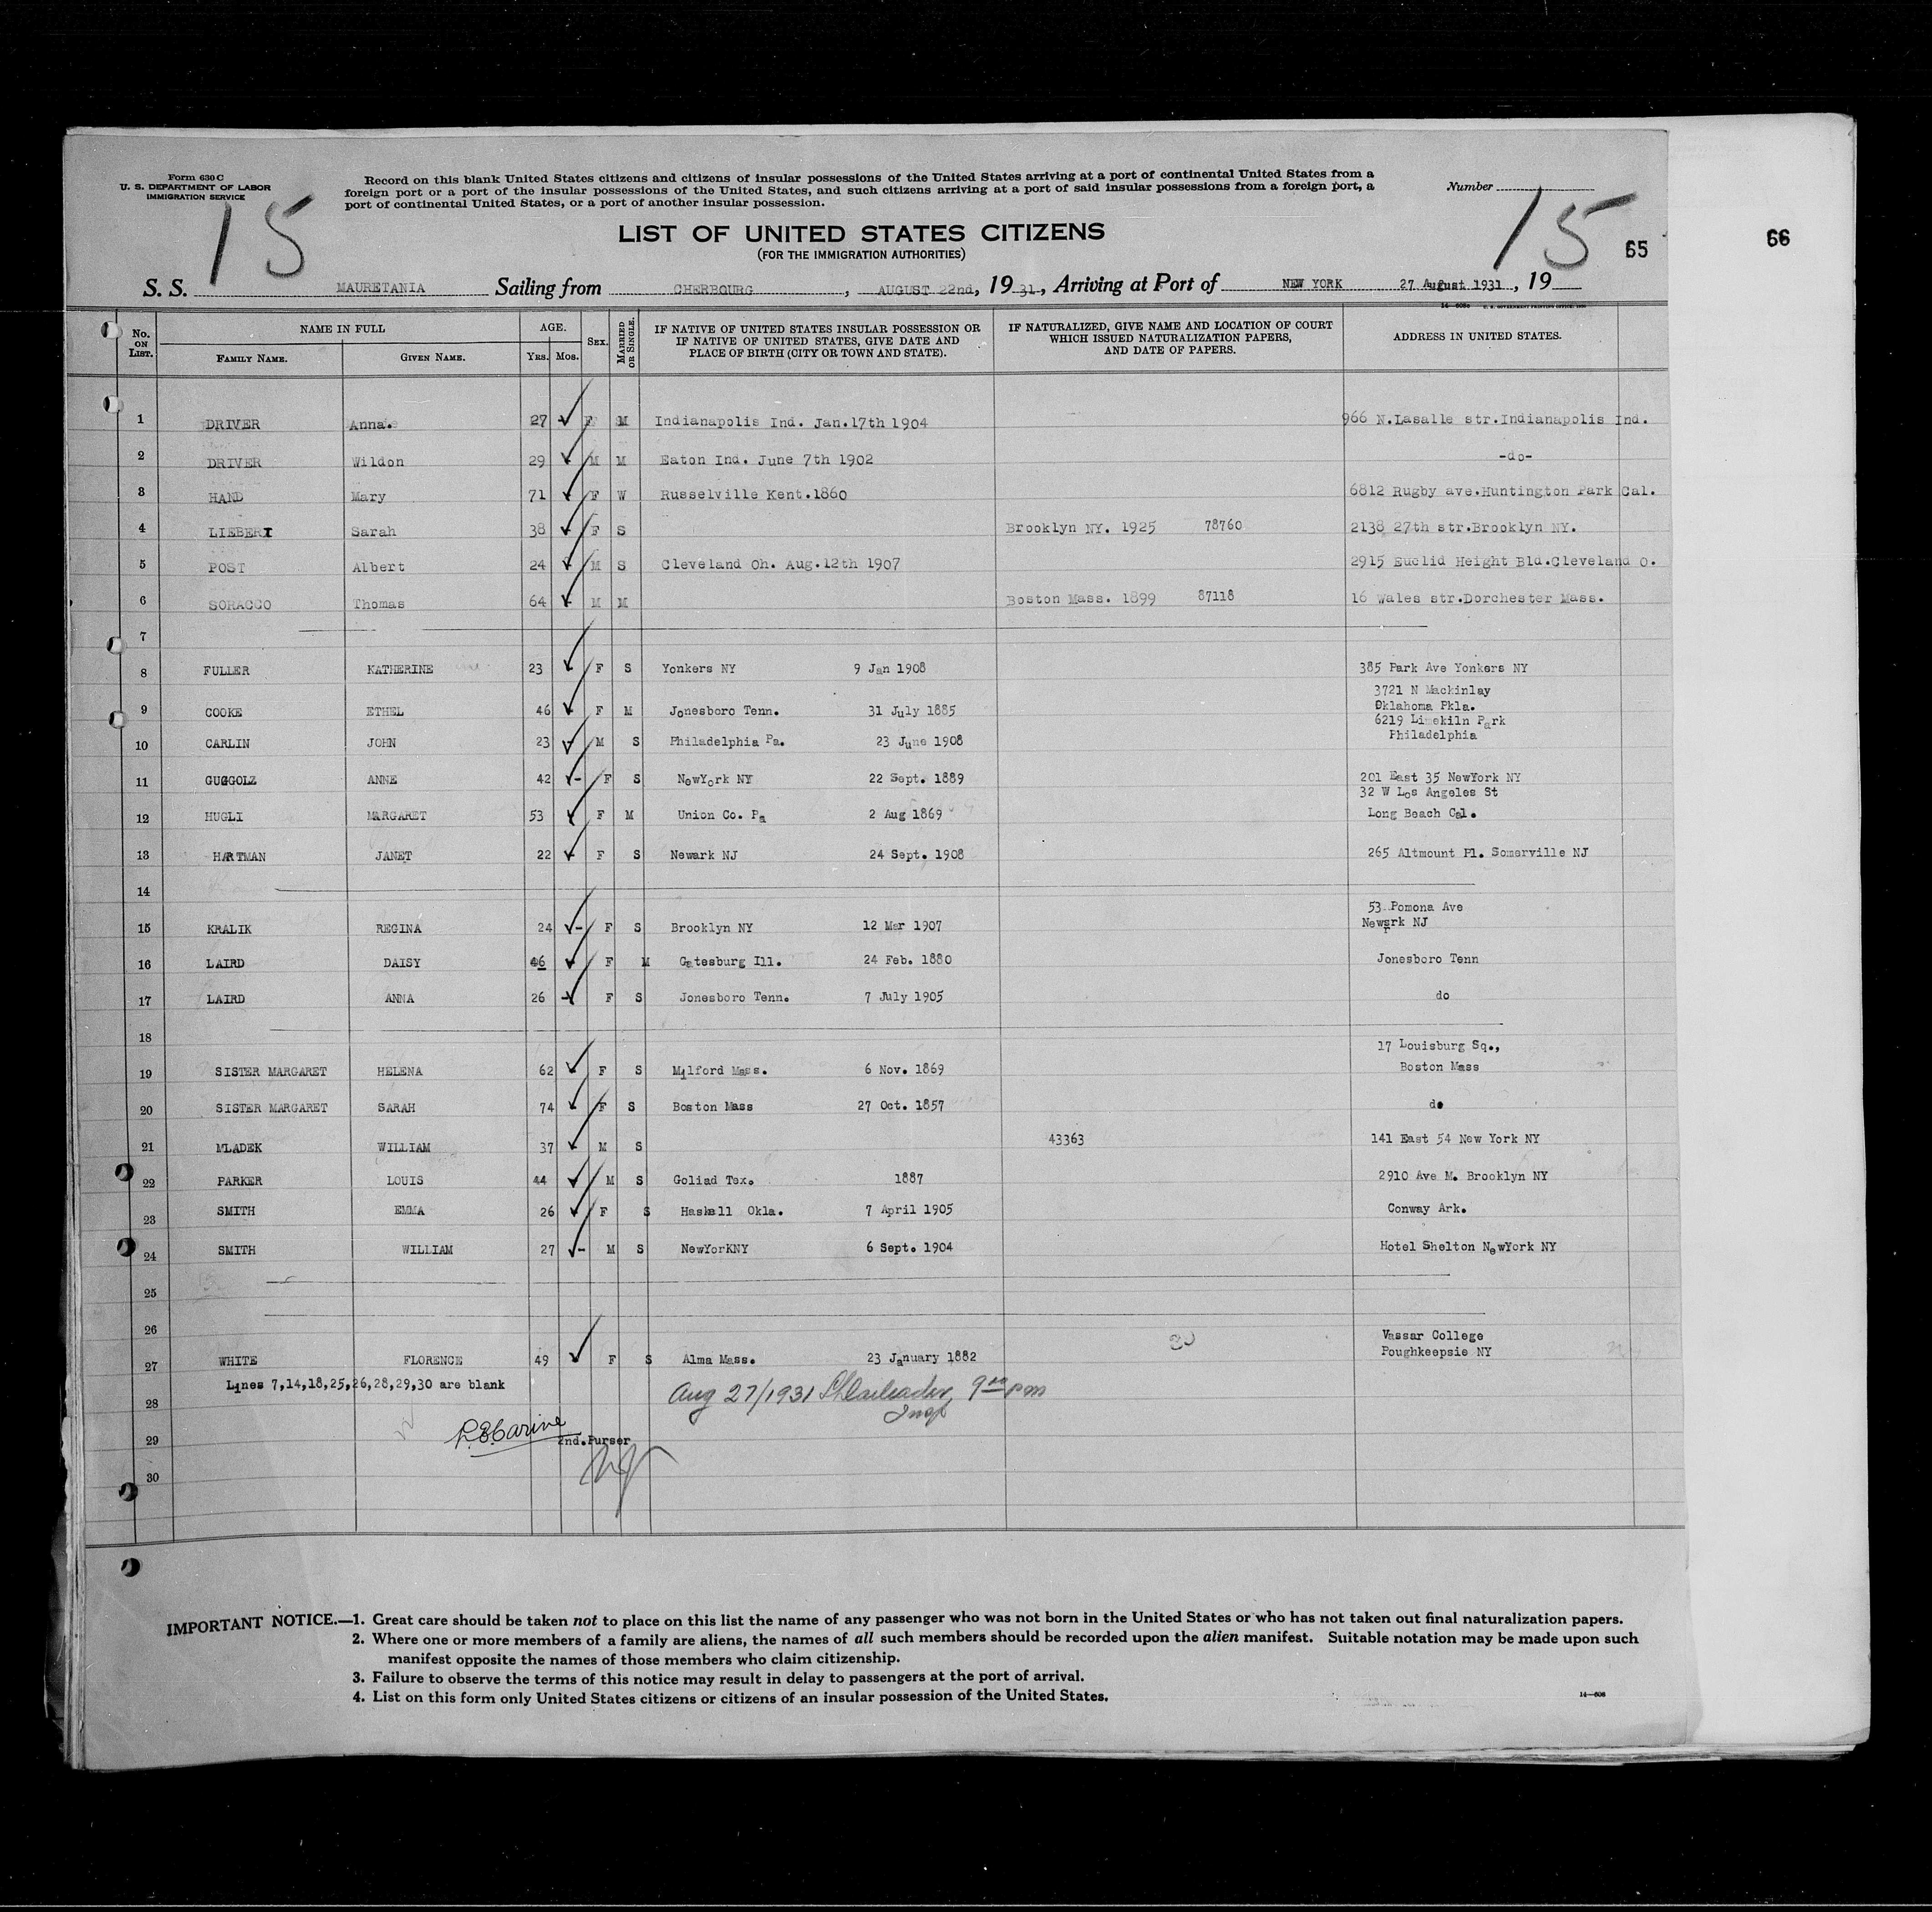 Form 630 C
U. S. DEPARTMENT OF LABOR
IMMIGRATION SERVICE
Record on this blank United States citizens and citizens of insular possessions of the United States arriving at a port of continental United States from a
foreign port or a port of the insular possessions of the United States, and such citizens arriving at a port of said insular possessions from a foreign port, a
port of continental United States, or a port of another insular possession.
Number
15
15
65
66
LIST OF UNITED STATES CITIZENS
(FOR THE IMMIGRATION AUTHORITIES)
S. S. MAURETANIA Sailing from CHERBOURG, AUGUST 22nd, 1931, Arriving at Port of NEW YORK 27 August 1931, 19
No. ON LIST. NAME IN FULL FAMILY NAME. GIVEN NAME. AGE. Yrs. Mos. SEX. MARRIED OR SINGLE. IF NATIVE OF UNITED STATES INSULAR POSSESSION OR IF NATIVE OF UNITED STATES, GIVE DATE AND PLACE OF BIRTH (CITY OR TOWN AND STATE). IF NATURALIZED, GIVE NAME AND LOCATION OF COURT WHICH ISSUED NATURALIZATION PAPERS, AND DATE OF PAPERS. ADDRESS IN UNITED STATES.
1 DRIVER Anna. 27 F M Indianapolis Ind. Jan.17th 1904 966 N.Lasalle str.Indianapolis Ind.
2 DRIVER Wildon 29 M M Eaton Ind. June 7th 1902 -do-
3 HAND Mary 71 F W Russelville Kent.1860 6812 Rugby ave.Huntington Park Cal.
4 LIEBERT Sarah 38 F S Brooklyn NY. 1925 78760 2138 27th str.Brooklyn NY.
5 POST Albert 24 M S Cleveland Oh. Aug.12th 1907 2915 Euclid Height Bld.Cleveland O.
6 SORACCO Thomas 64 M M Boston Mass. 1899 87118 16 Wales str.Dorchester Mass.
7
8 FULLER KATHERINE 23 F S Yonkers NY 9 Jan 1908 385 Park Ave Yonkers NY
9 COOKE ETHEL 46 F M Jonesboro Tenn. 31 July 1885 3721 N Mackinlay
Oklahoma Pkla.
10 CARLIN JOHN 23 M S Philadelphia Pa. 23 June 1908 6219 Limekiln Park
Philadelphia
11 GUGGOLZ ANNE 42 F S NewYork NY 22 Sept. 1889 201 East 35 NewYork NY
12 HUGLI MARGARET 53 F M Union Co. Pa 2 Aug 1869 32 W Los Angeles St
Long Beach Cal.
13 HARTMAN JANET 22 F S Newark NJ 24 Sept. 1908 265 Altmount Pl. Somerville NJ
14
15 KRALIK REGINA 24 F S Brooklyn NY 12 Mar 1907 53 Pomona Ave
Newark NJ
16 LAIRD DAISY 46 F M Gatesburg Ill. 24 Feb. 1880 Jonesboro Tenn
17 LAIRD ANNA 26 F S Jonesboro Tenn. 7 July 1905 do
18
19 SISTER MARGARET HELENA 62 F S Milford Mass. 6 Nov. 1869 17 Louisburg Sq.,
Boston Mass
20 SISTER MARGARET SARAH 74 F S Boston Mass 27 Oct. 1857 do
21 MLADEK WILLIAM 37 M S 43363 141 East 54 New York NY
22 PARKER LOUIS 44 M S Goliad Tex. 1887 2910 Ave M. Brooklyn NY
23 SMITH EMMA 26 F S Haskell Okla. 7 April 1905 Conway Ark.
24 SMITH WILLIAM 27 M S NewYorKNY 6 Sept. 1904 Hotel Shelton NewYork NY
25
26
27 WHITE FLORENCE 49 F S Alma Mass. 23 January 1882 Vassar College
Poughkeepsie NY
Lines 7,14,18,25,26,28,29,30 are blank
28 Aug 27/1931 9 pm
Insp
29 2nd.Purser
30
IMPORTANT NOTICE.—1. Great care should be taken not to place on this list the name of any passenger who was not born in the United States or who has not taken out final naturalization papers.
2. Where one or more members of a family are aliens, the names of all such members should be recorded upon the alien manifest. Suitable notation may be made upon such
manifest opposite the names of those members who claim citizenship.
3. Failure to observe the terms of this notice may result in delay to passengers at the port of arrival.
4. List on this form only United States citizens or citizens of an insular possession of the United States.
14—608